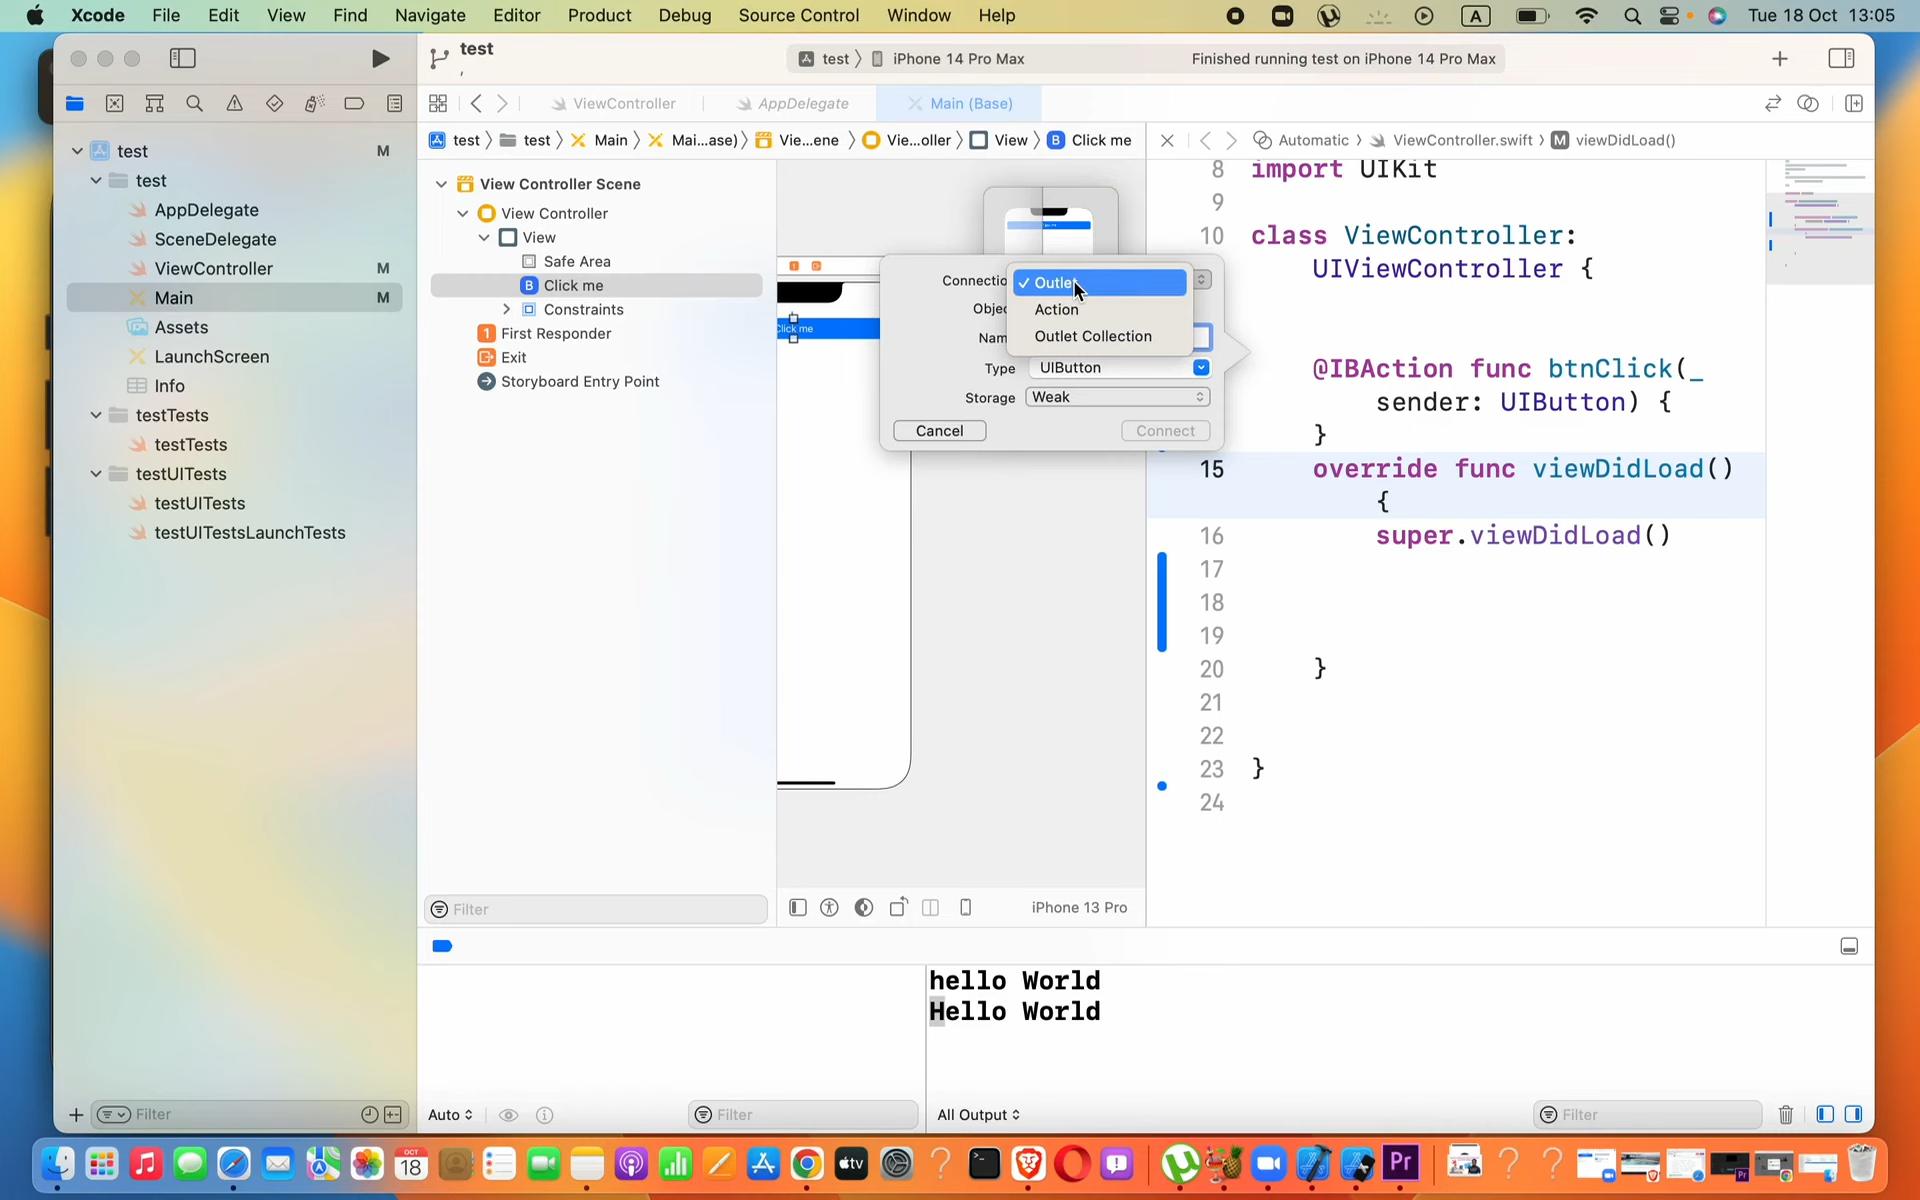 Xcode File Edit View Find Navigate Editor Product Debug Source Control Window Help A Tue 18 Oct 13:05
test
test 〉 iPhone 14 Pro Max Finished running test on iPhone 14 Pro Max
ViewController AppDelegate Main (Base)
test 〉 test 〉 Main 〉 Mai...ase) 〉 Vie...ene 〉 Vie...oller 〉 View 〉 B Click me
Automatic 〉 ViewController.swift 〉 M viewDidLoad()
test M
test
AppDelegate
SceneDelegate
ViewController M
Main M
Assets
LaunchScreen
Info
testTests
testTests
testUITests
testUITests
testUITestsLaunchTests
Filter
View Controller Scene
View Controller
View
Safe Area
B Click me
Constraints
1 First Responder
Exit
Storyboard Entry Point
Filter
Click me
iPhone 13 Pro
Connectio
Objec
Nam
✓ Outlet
Action
Outlet Collection
Type UIButton
Storage Weak
Cancel Connect
8 import UIKit
9
10 class ViewController:
UIViewController {
@IBAction func btnClick(_
sender: UIButton) {
}
15 override func viewDidLoad()
{
16 super.viewDidLoad()
17
18
19
20 }
21
22
23 }
24
hello World
Hello World
Auto Filter
All Output Filter
OCT
18
tv
Pr